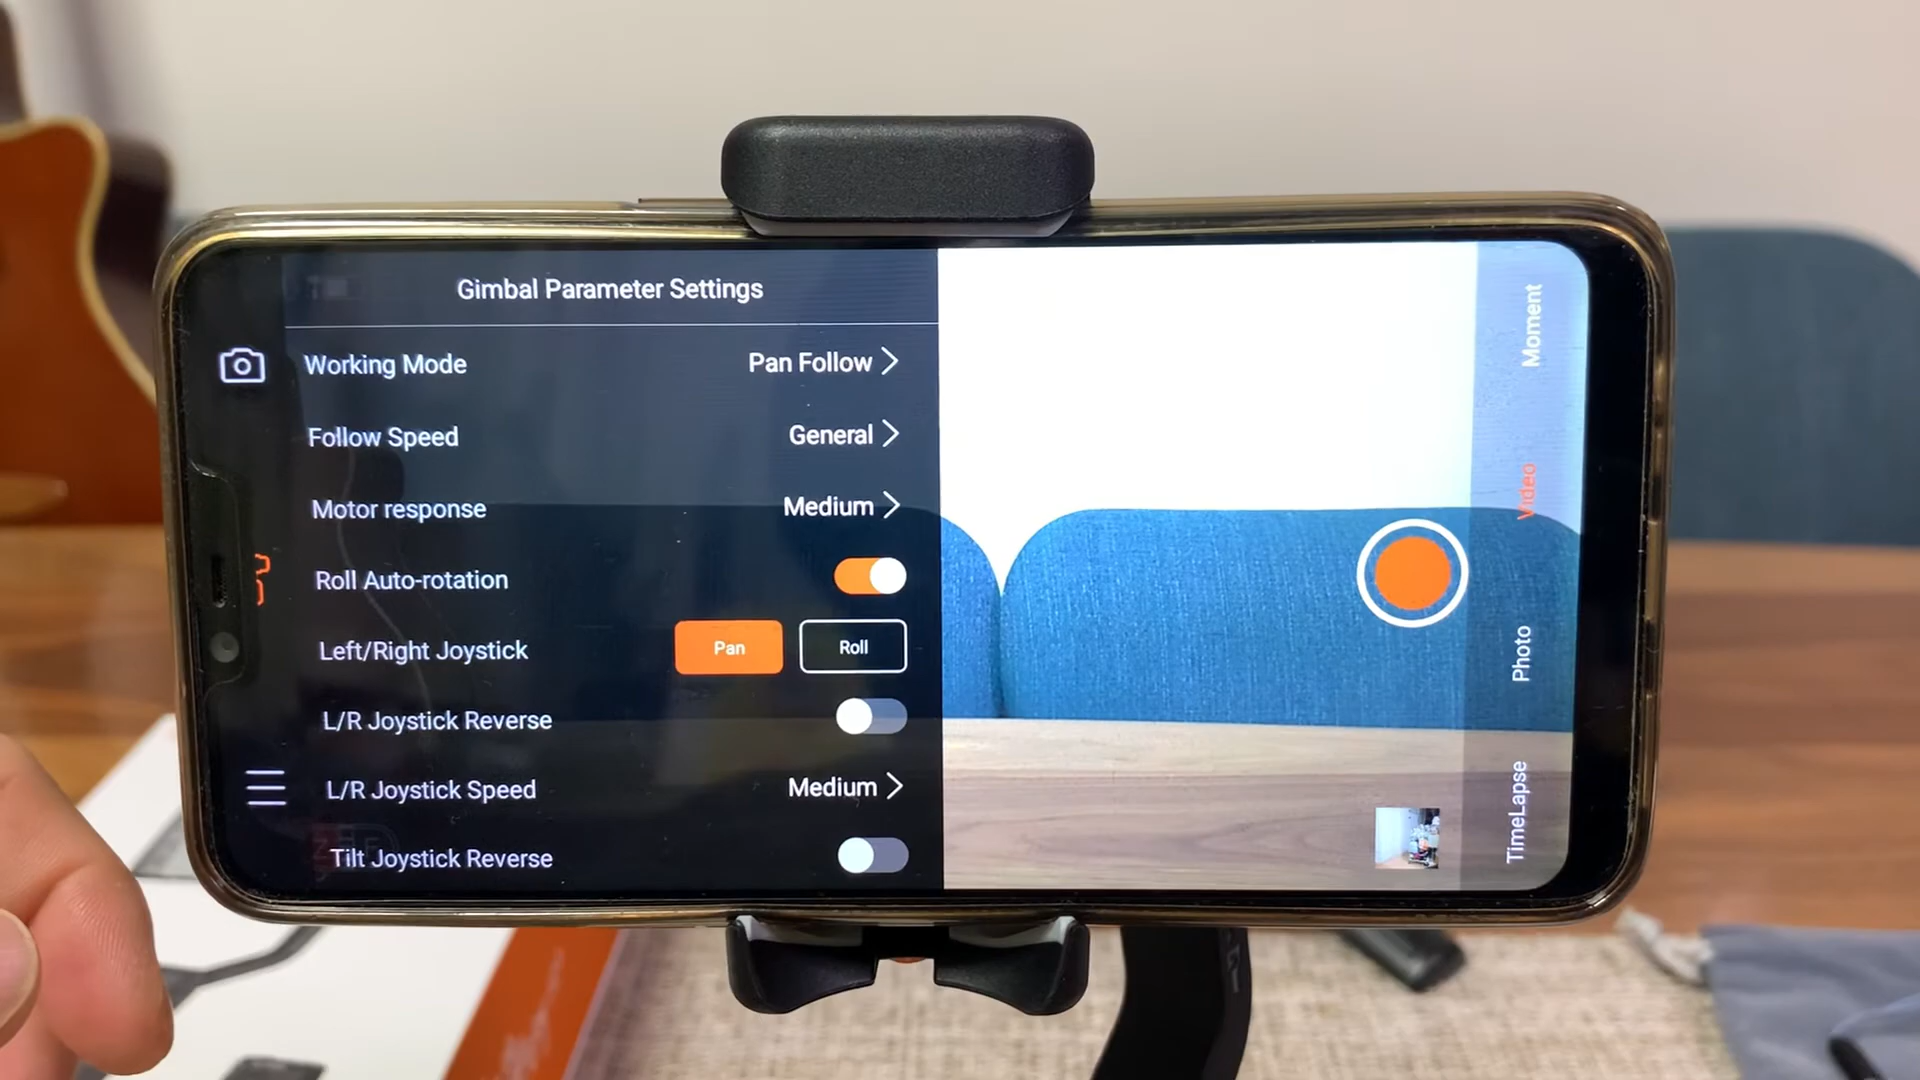 Gimbal Parameter Settings
Working Mode Pan Follow
Follow Speed General
Motor response Medium
Roll Auto-rotation
Left/Right Joystick Pan Roll
L/R Joystick Reverse
L/R Joystick Speed Medium
Tilt Joystick Reverse
Moment
Video
Photo
TimeLapse